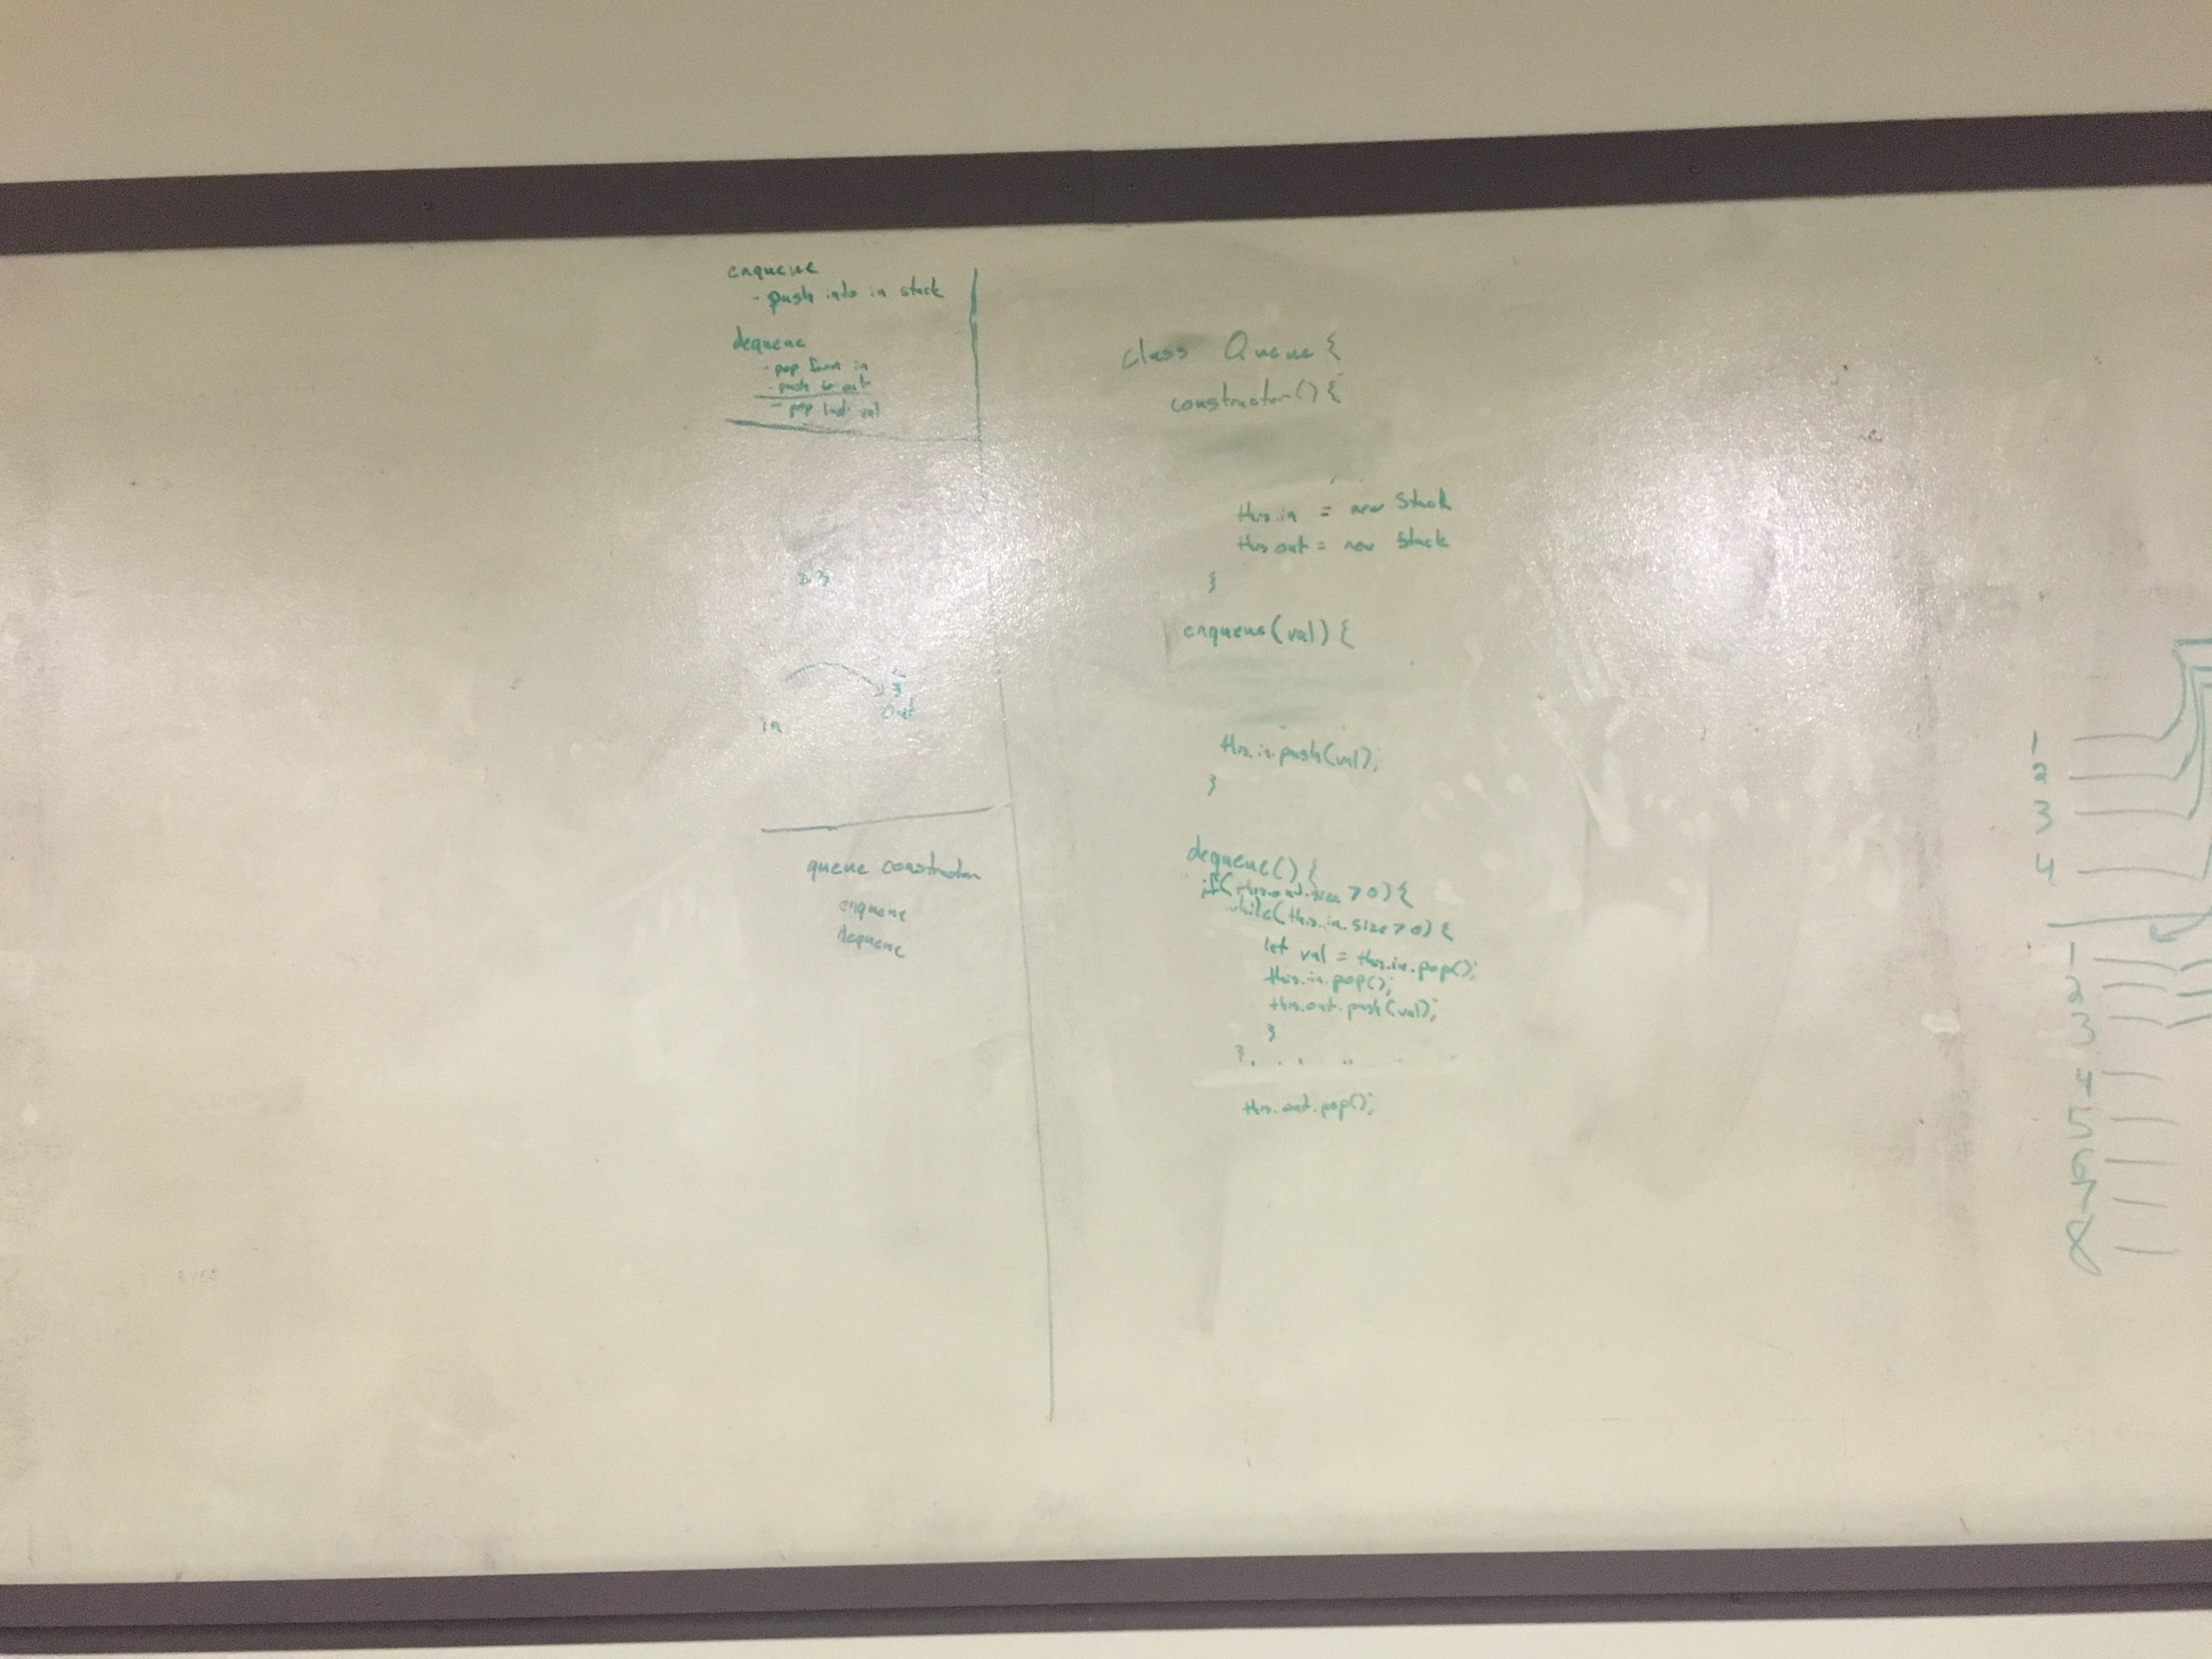 enqueue
- push into in stack
dequeue
- pop from in
- push to out
- pop last val
in
out
queue constructor
enqueue
dequeue
class Queue {
constructor() {
this.in = new Stack
this.out = new Stack
}
enqueue(val) {
this.in.push(val);
}
dequeue() {
if(this.out.size > 0) {
while(this.in.size > 0) {
let val = this.in.pop();
this.in.pop();
this.out.push(val);
}
}
this.out.pop();
1
2
3
4
1
2
3
4
5
6
7
8